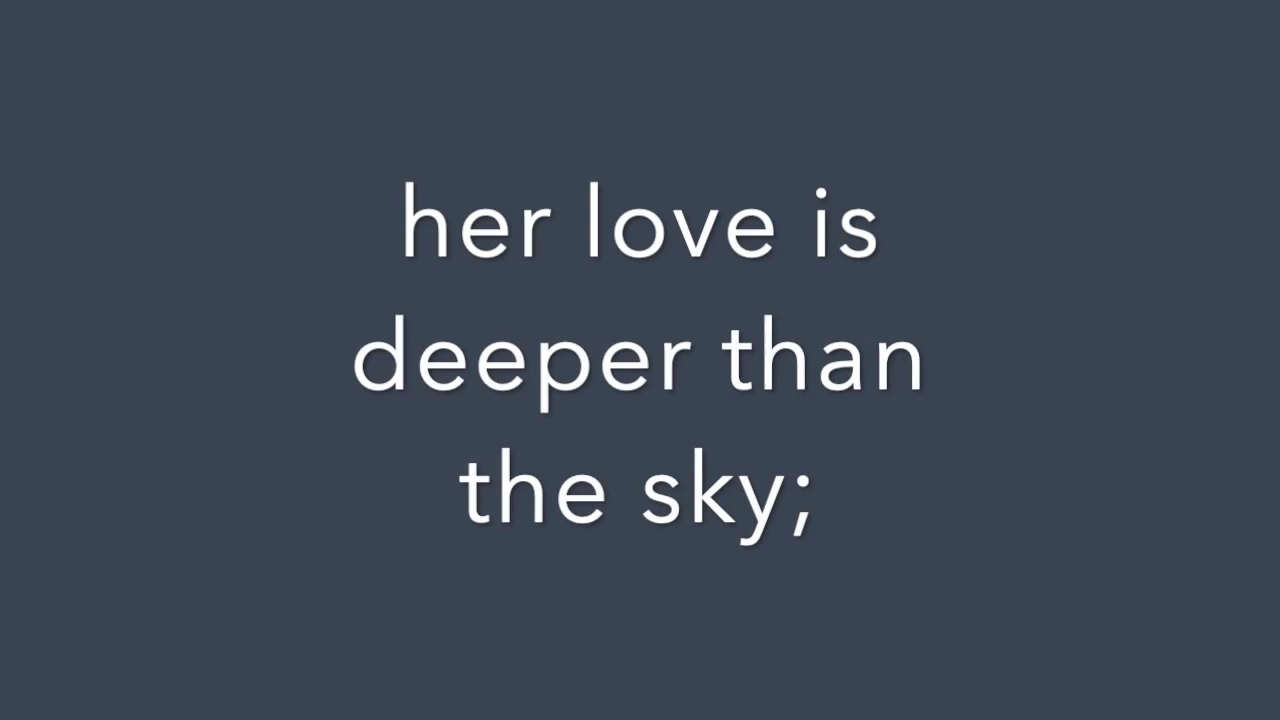 her love is
deeper than
the sky;